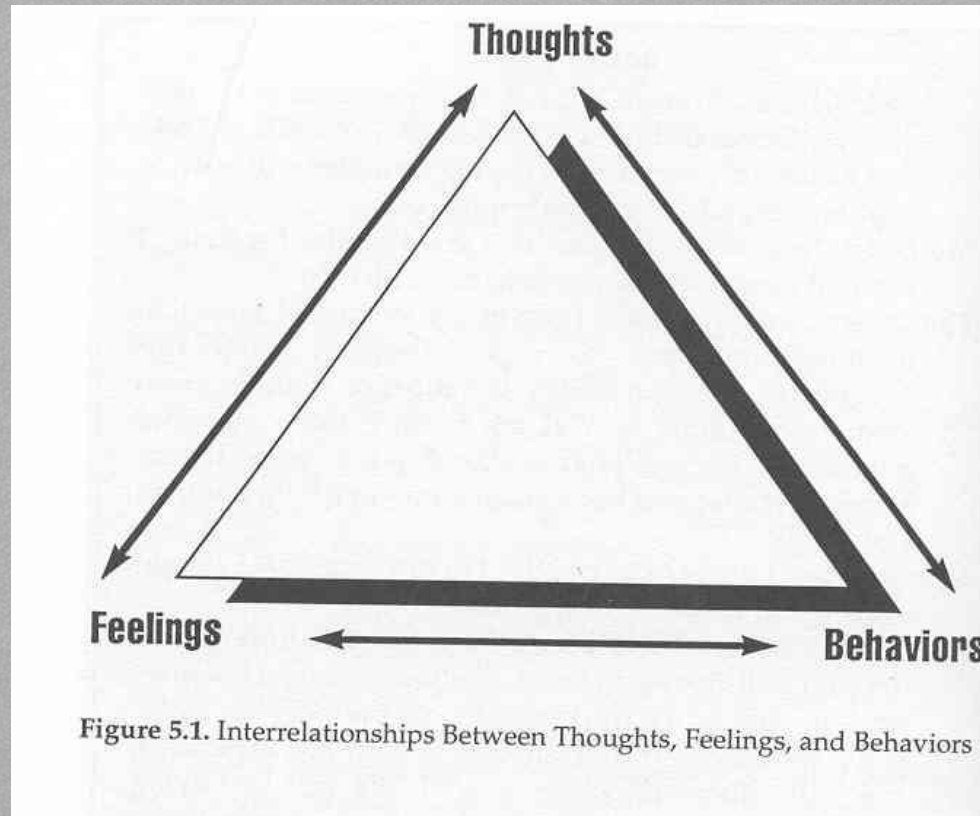 Thoughts
Feelings
Behaviors
Figure 5.1. Interrelationships Between Thoughts, Feelings, and Behaviors